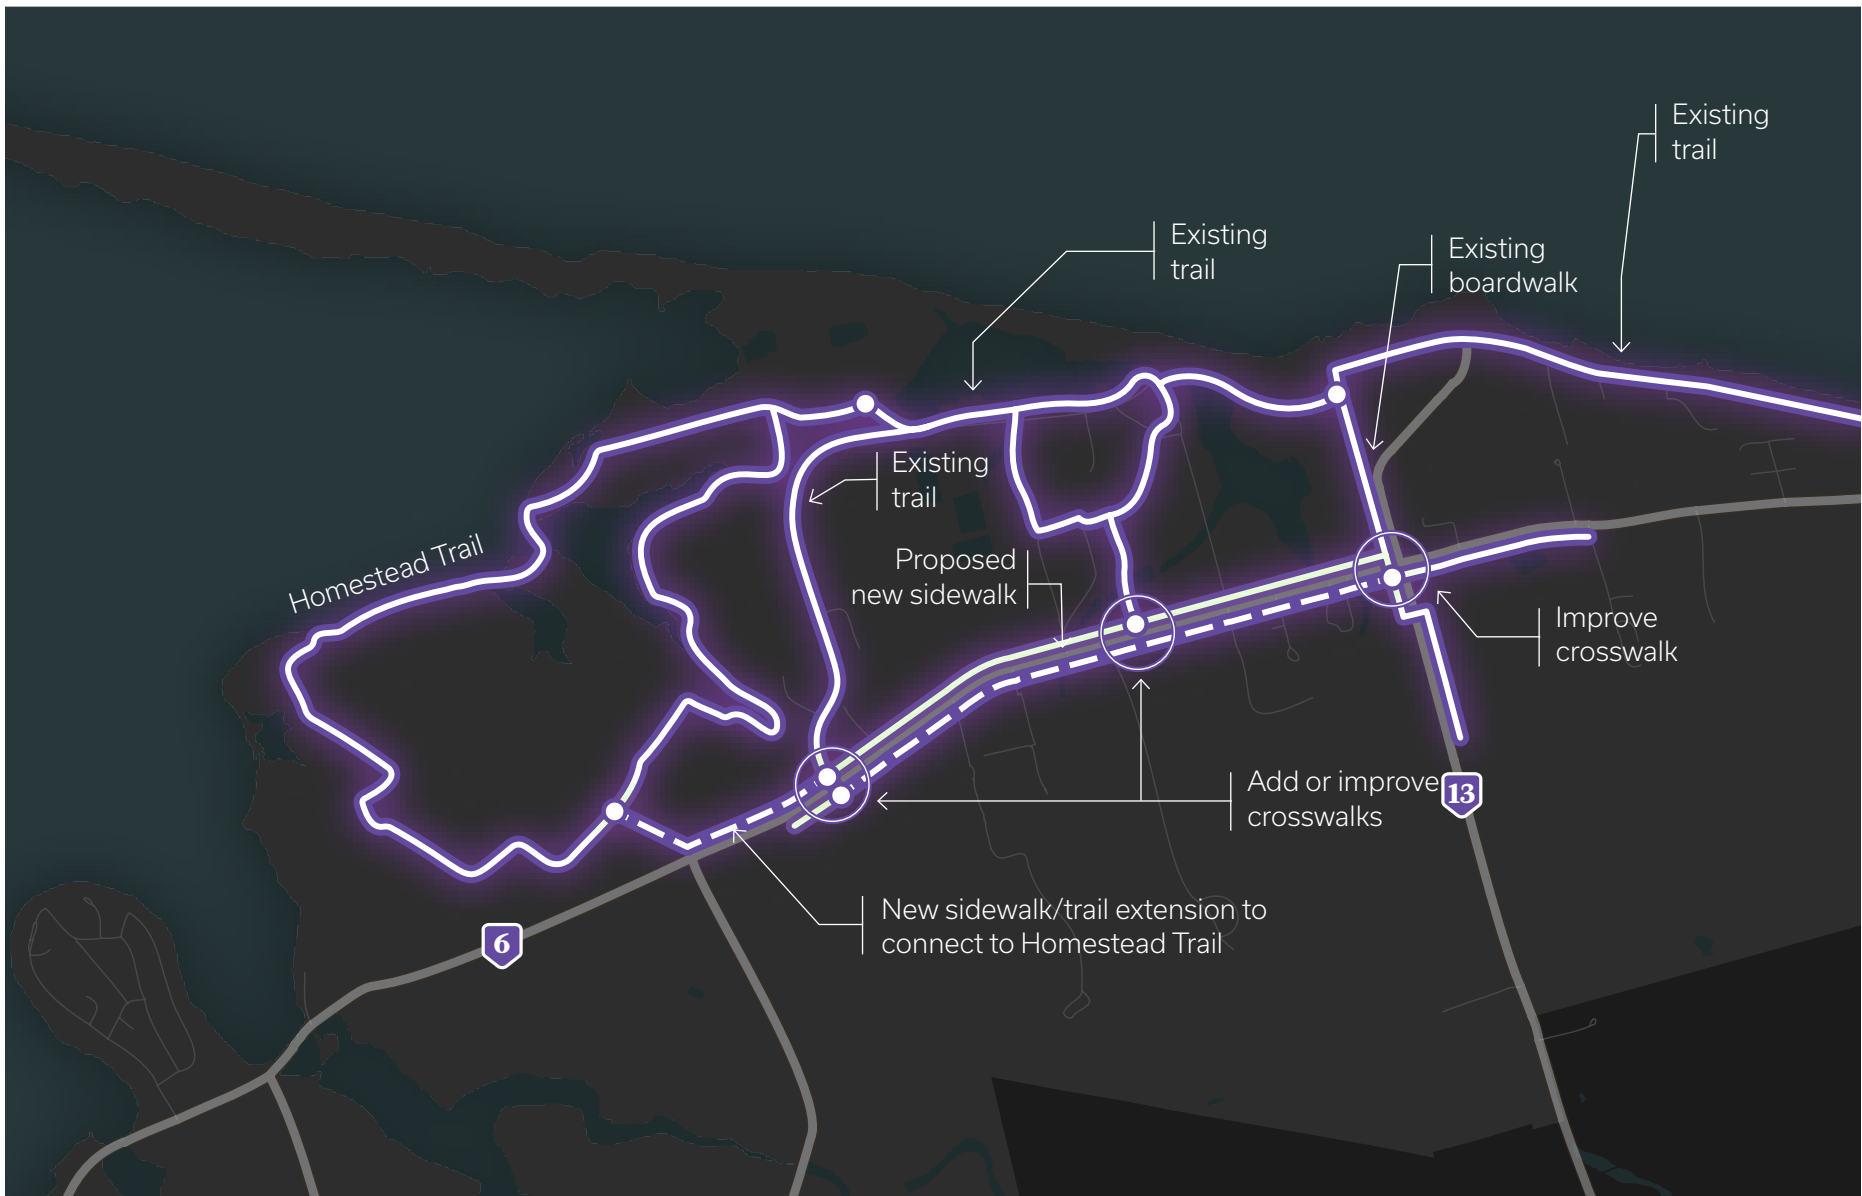 Existing
trail
Existing
trail
Existing
boardwalk
Existing
trail
Homestead Trail
Proposed
new sidewalk
Improve
crosswalk
Add or improve
crosswalks
13
New sidewalk/trail extension to
connect to Homestead Trail
6